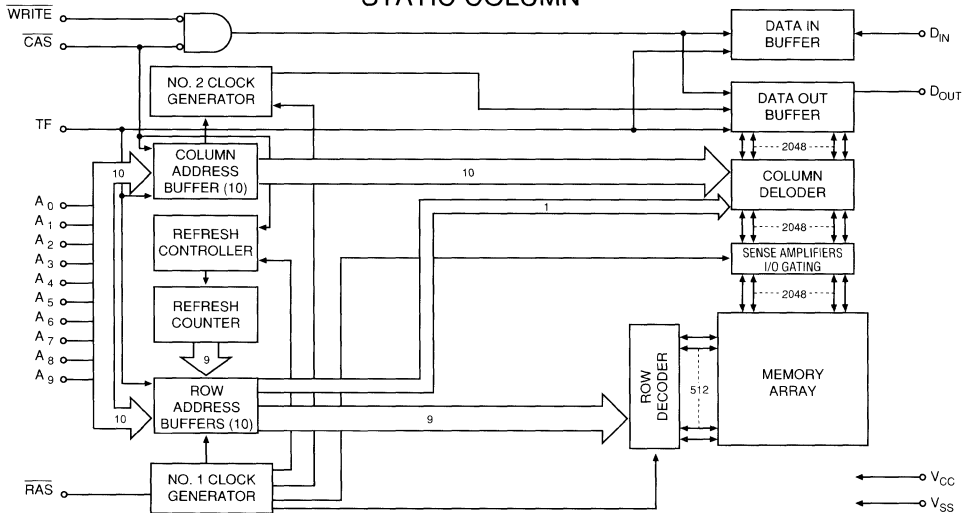 STATIC COLUMN
WRITE
CAS
TF
A0
A1
A2
A3
A4
A5
A6
A7
A8
A9
RAS
NO. 2 CLOCK
GENERATOR
10
COLUMN
ADDRESS
BUFFER (10)
10
REFRESH
CONTROLLER
1
REFRESH
COUNTER
9
10
ROW
ADDRESS
BUFFERS (10)
9
NO. 1 CLOCK
GENERATOR
DATA IN
BUFFER
DIN
DATA OUT
BUFFER
DOUT
2048
COLUMN
DELODER
2048
SENSE AMPLIFIERS
I/O GATING
2048
ROW
DECODER
512
MEMORY
ARRAY
VCC
VSS